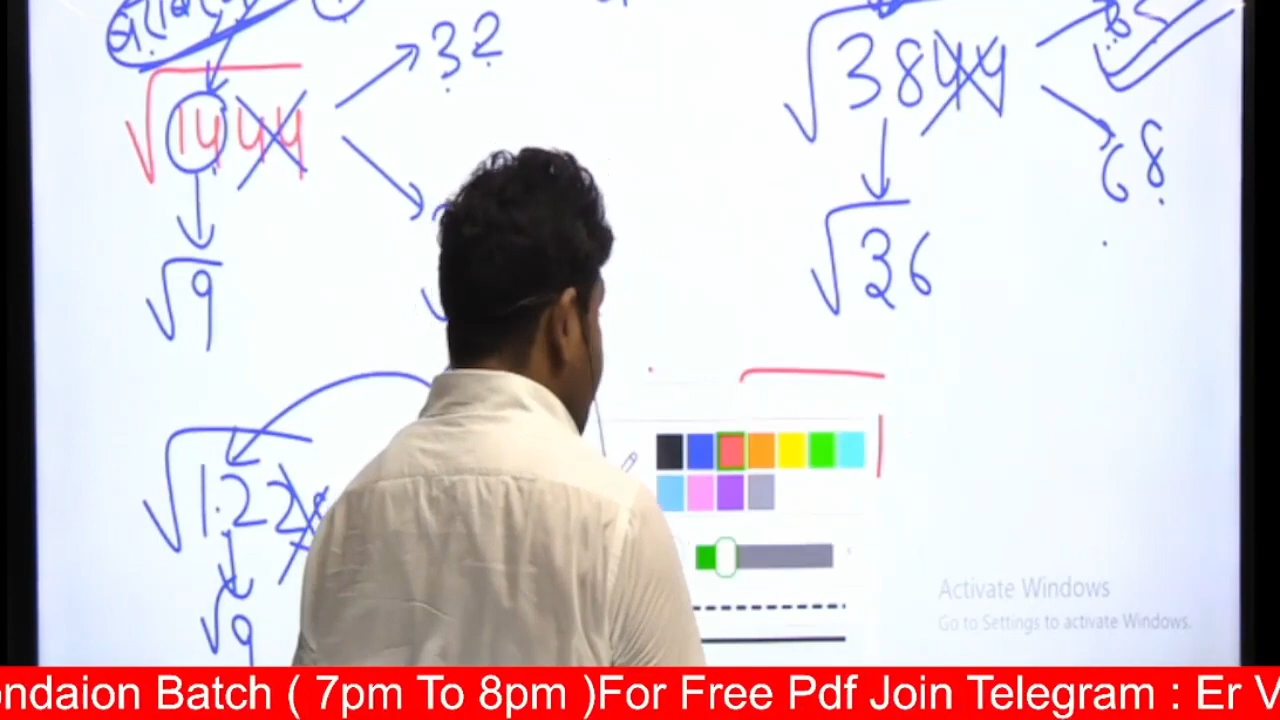 √1444
32
√9
√3844
68
√36
√1.22
√9
Activate Windows
Go to Settings to activate Windows.
ondaion Batch ( 7pm To 8pm )For Free Pdf Join Telegram : Er V